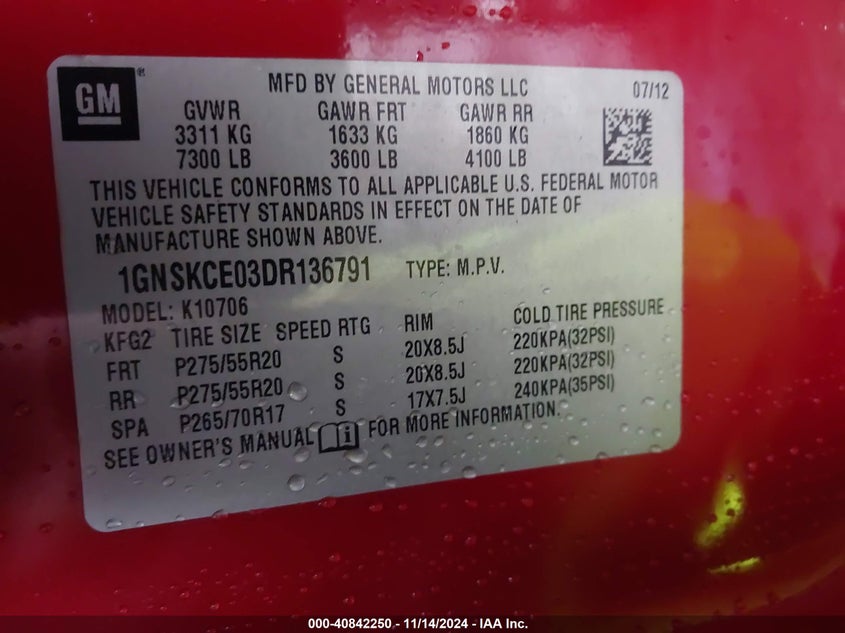 GM®
MFD BY GENERAL MOTORS LLC 07/12
GVWR GAWR FRT GAWR RR
3311 KG 1633 KG 1860 KG
7300 LB 3600 LB 4100 LB
THIS VEHICLE CONFORMS TO ALL APPLICABLE U.S. FEDERAL MOTOR
VEHICLE SAFETY STANDARDS IN EFFECT ON THE DATE OF
MANUFACTURE SHOWN ABOVE.
1GNSKCE03DR136791 TYPE: M.P.V.
MODEL: K10706
KFG2 TIRE SIZE SPEED RTG RIM COLD TIRE PRESSURE
FRT P275/55R20 S 20X8.5J 220KPA(32PSI)
RR P275/55R20 S 20X8.5J 220KPA(32PSI)
SPA P265/70R17 S 17X7.5J 240KPA(35PSI)
SEE OWNER'S MANUAL FOR MORE INFORMATION.
000-40842250 - 11/14/2024 - IAA Inc.